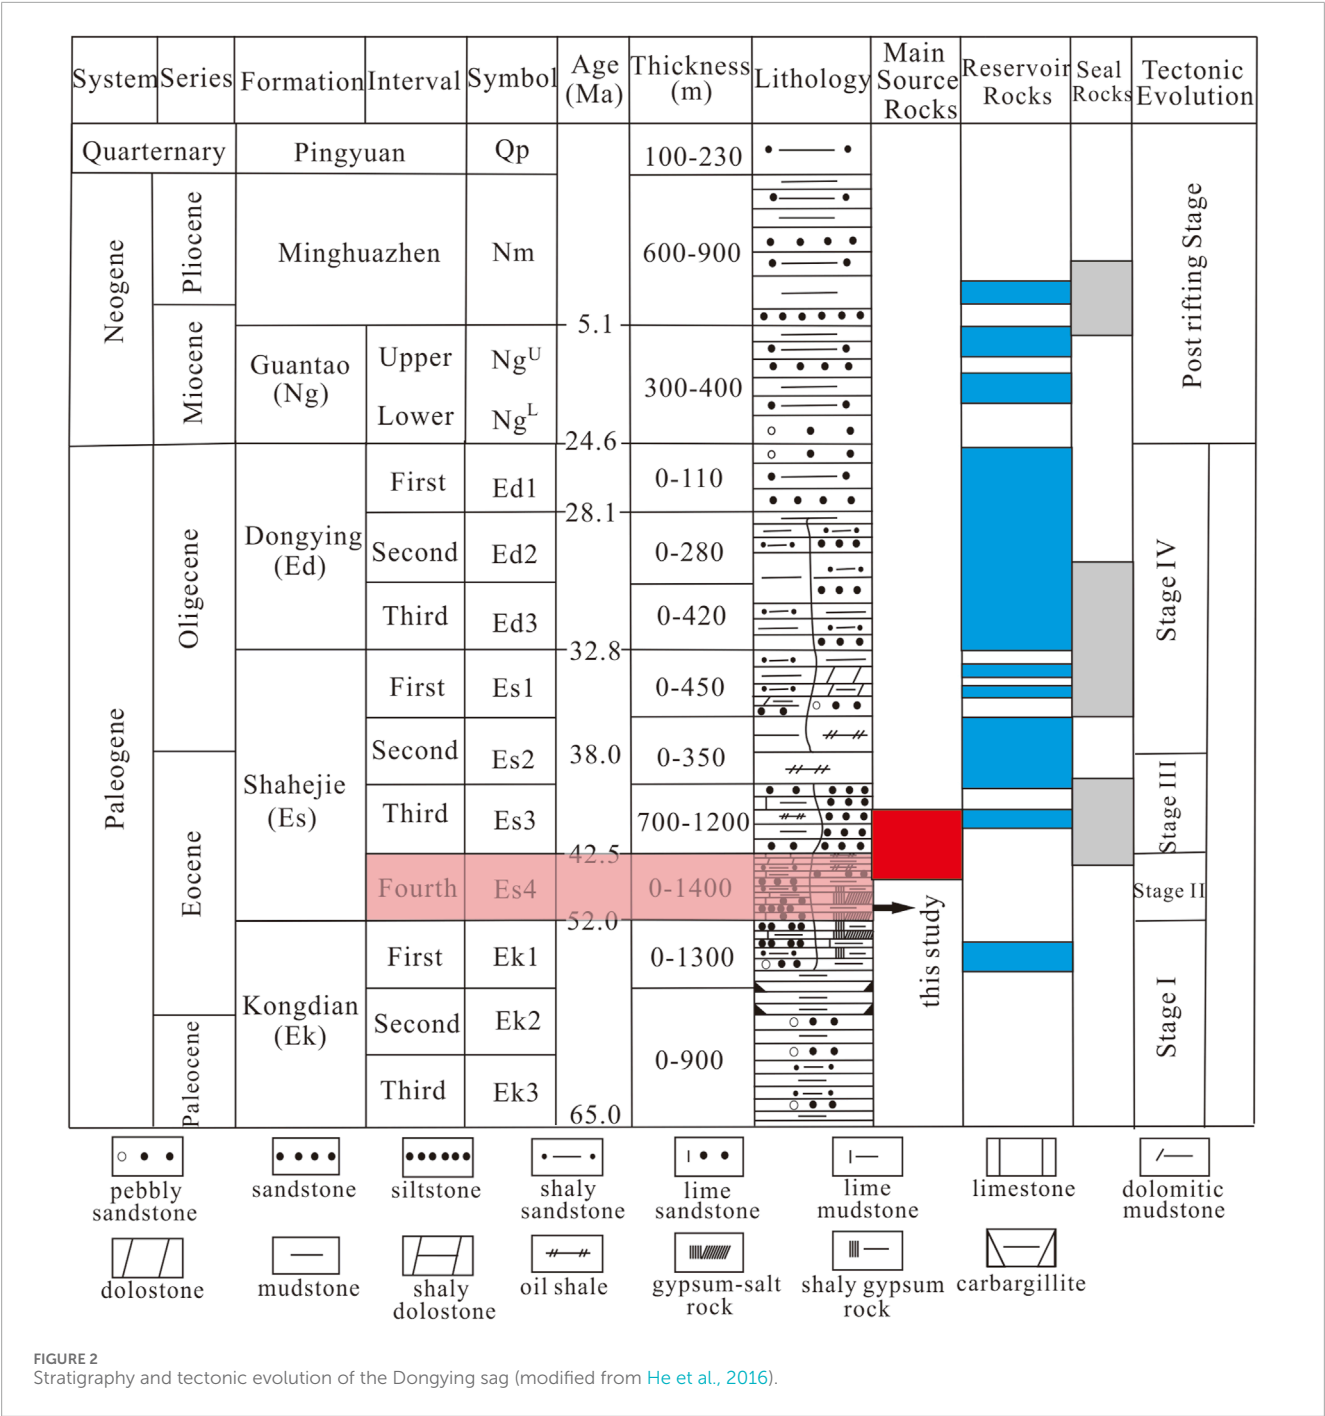 System Series Formation Interval Symbol Age (Ma) Thickness (m) Lithology Main Source Rocks Reservoir Rocks Seal Rocks Tectonic Evolution
Quarternary Pingyuan Qp 100-230
Neogene Pliocene Minghuazhen Nm 600-900 Post rifting Stage
5.1
Miocene Guantao (Ng) Upper NgU 300-400
Lower NgL
24.6
Paleogene Oligecene Dongying (Ed) First Ed1 0-110 Stage IV
28.1
Second Ed2 0-280
Third Ed3 0-420
32.8
Shahejie (Es) First Es1 0-450
Second Es2 38.0 0-350
Eocene Third Es3 700-1200 Stage III
42.5
Fourth Es4 0-1400 this study Stage II
52.0
Kongdian (Ek) First Ek1 0-1300 Stage I
Second Ek2 0-900
Paleocene Third Ek3
65.0
pebbly sandstone
sandstone
siltstone
shaly sandstone
lime sandstone
lime mudstone
limestone
dolomitic mudstone
dolostone
mudstone
shaly dolostone
oil shale
gypsum-salt rock
shaly gypsum rock
carbargillite
FIGURE 2
Stratigraphy and tectonic evolution of the Dongying sag (modified from He et al., 2016).